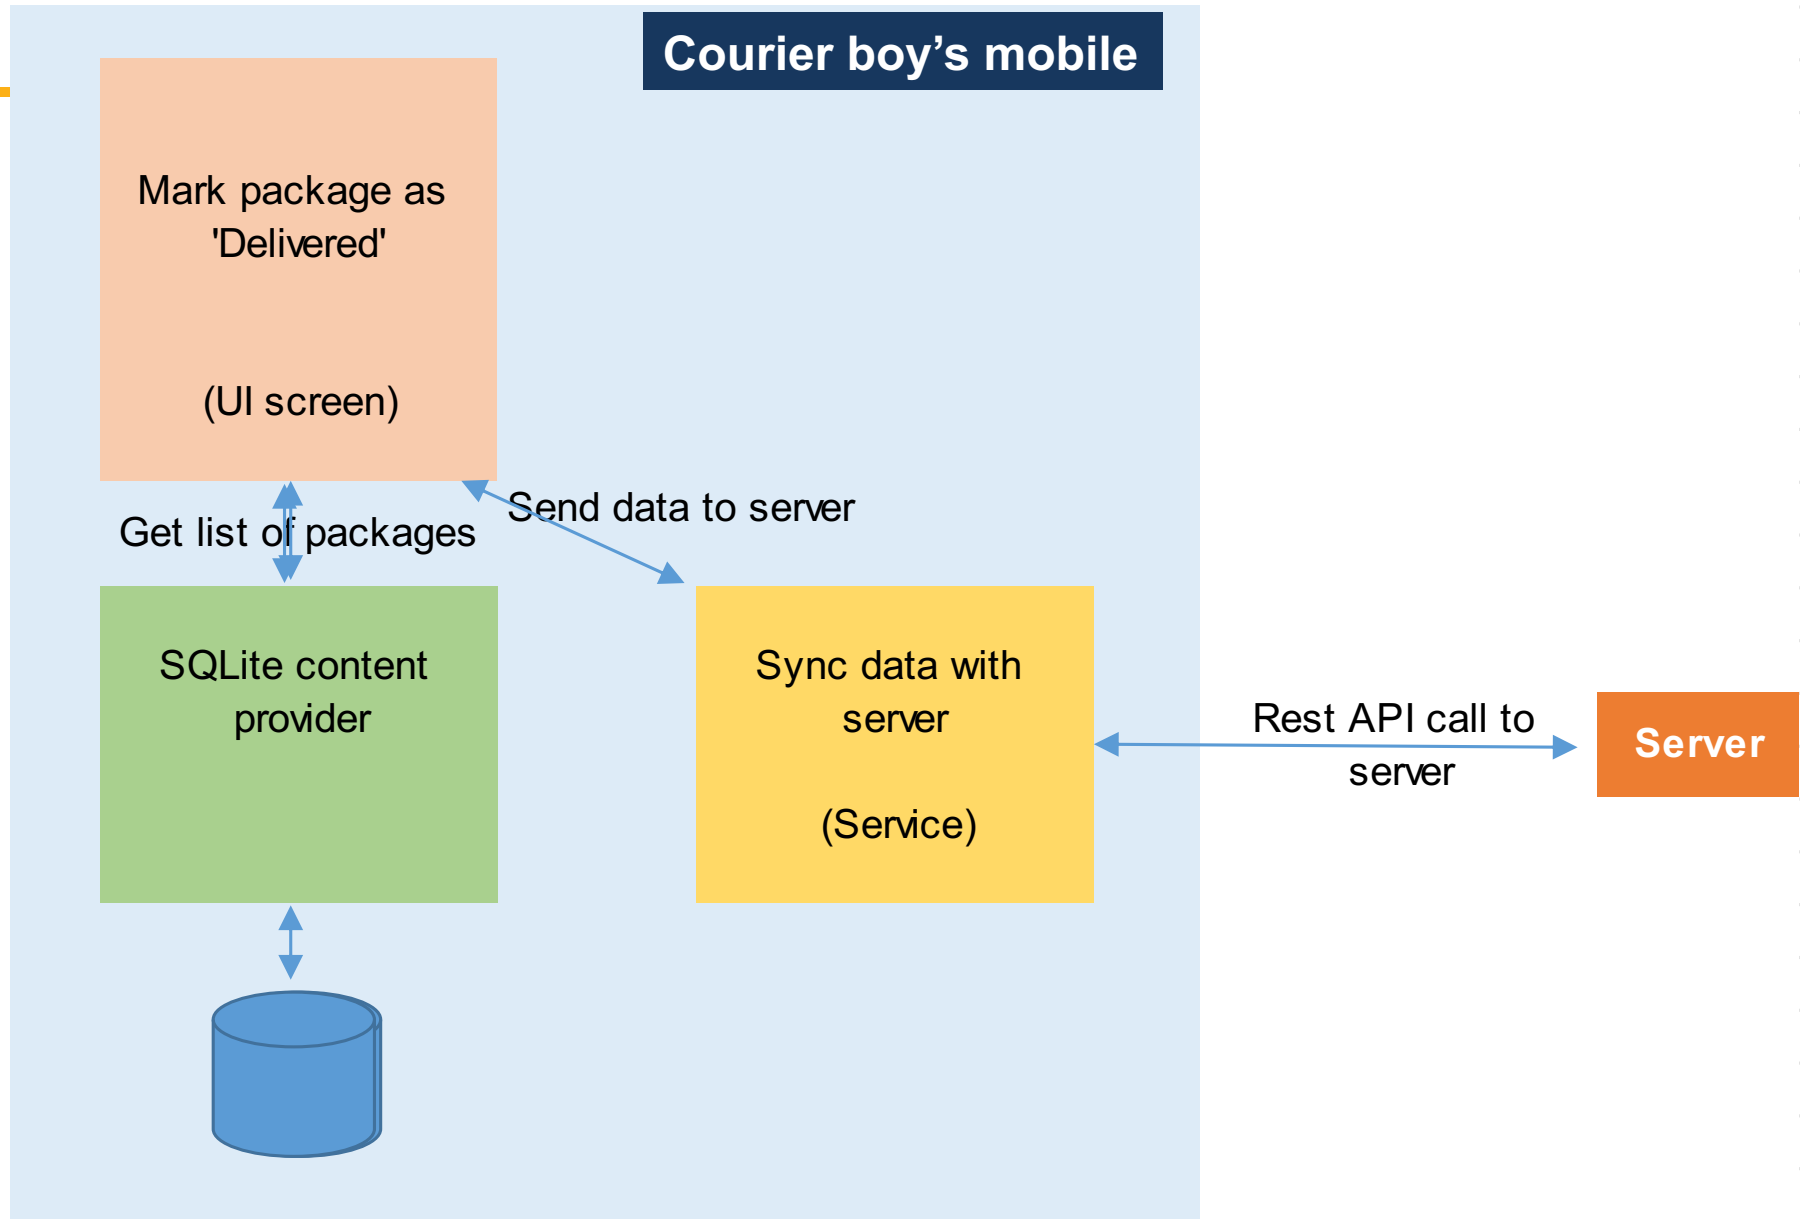 Courier boy’s mobile
Mark package as
'Delivered'
(UI screen)
Send data to server
Get list of packages
SQLite content
provider
Sync data with
server
(Service)
Rest API call to
server
Server